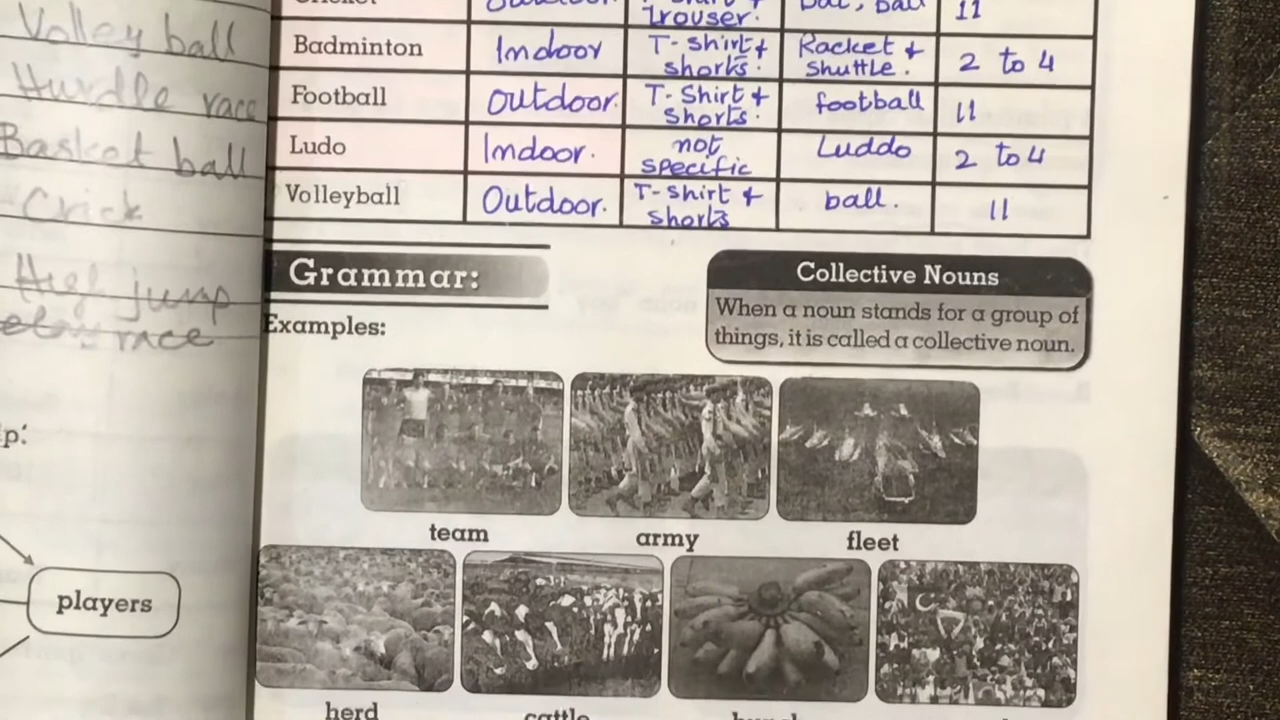 Volley ball
Hurdle race
Basket ball
Crick
High jump
race
p:
players
trouser.
11
Badminton Indoor T-shirt + shorts. Racket + Shuttle. 2 to 4
Football outdoor. T-Shirt + Shorts. football 11
Ludo Indoor. not specific Luddo 2 to 4
Volleyball Outdoor. T-Shirt + shorts ball. 11
Grammar:
Collective Nouns
When a noun stands for a group of
things, it is called a collective noun.
Examples:
team army fleet
herd cattle